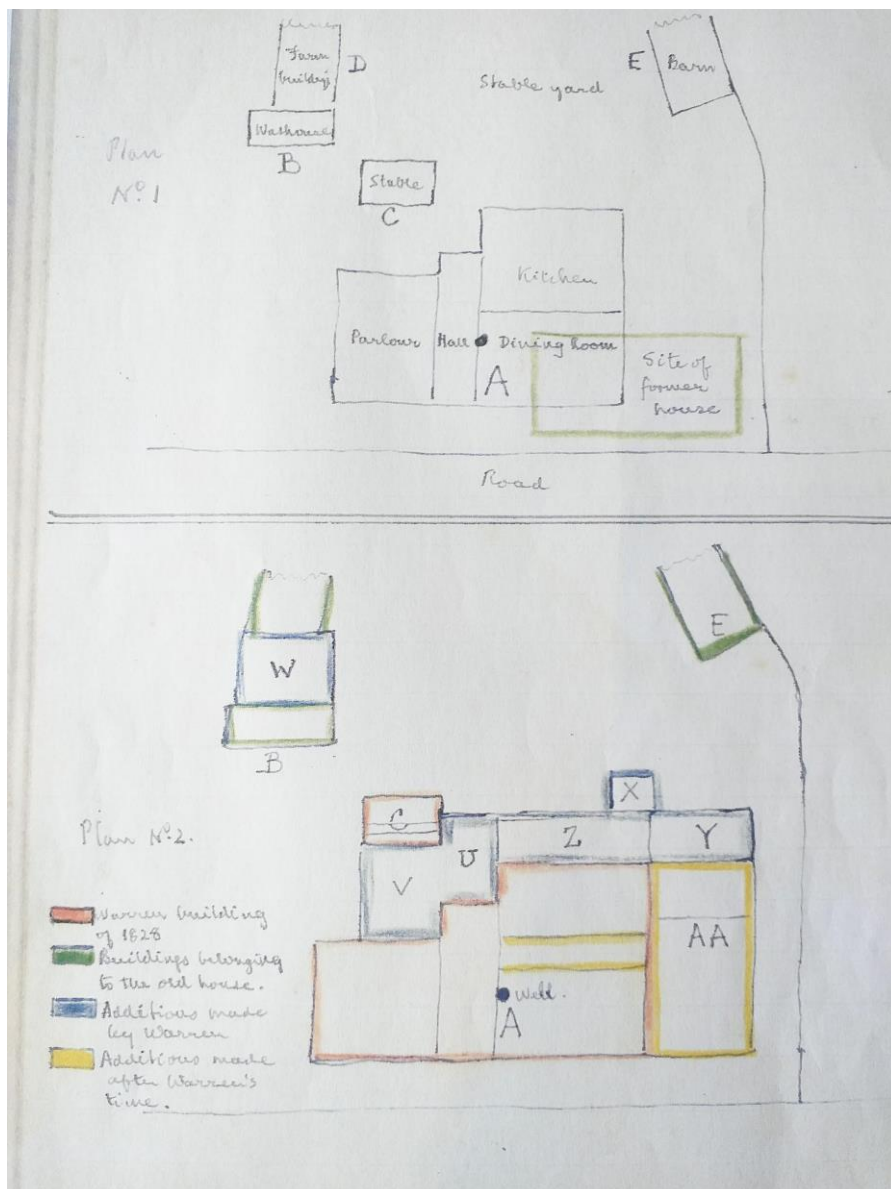 Farm
buildings
D
Washouse
B
Stable yard
E
Barn
Plan
No. 1
Stable
C
Kitchen
Parlour
Hall
Dining Room
A
Site of
former
house
Road
W
B
E
Plan No. 2.
C
U
V
X
Z
Y
AA
Well.
A
Warren building
of 1828
Buildings belonging
to the old house.
Additions made
by Warren
Additions made
after Warren's
time.